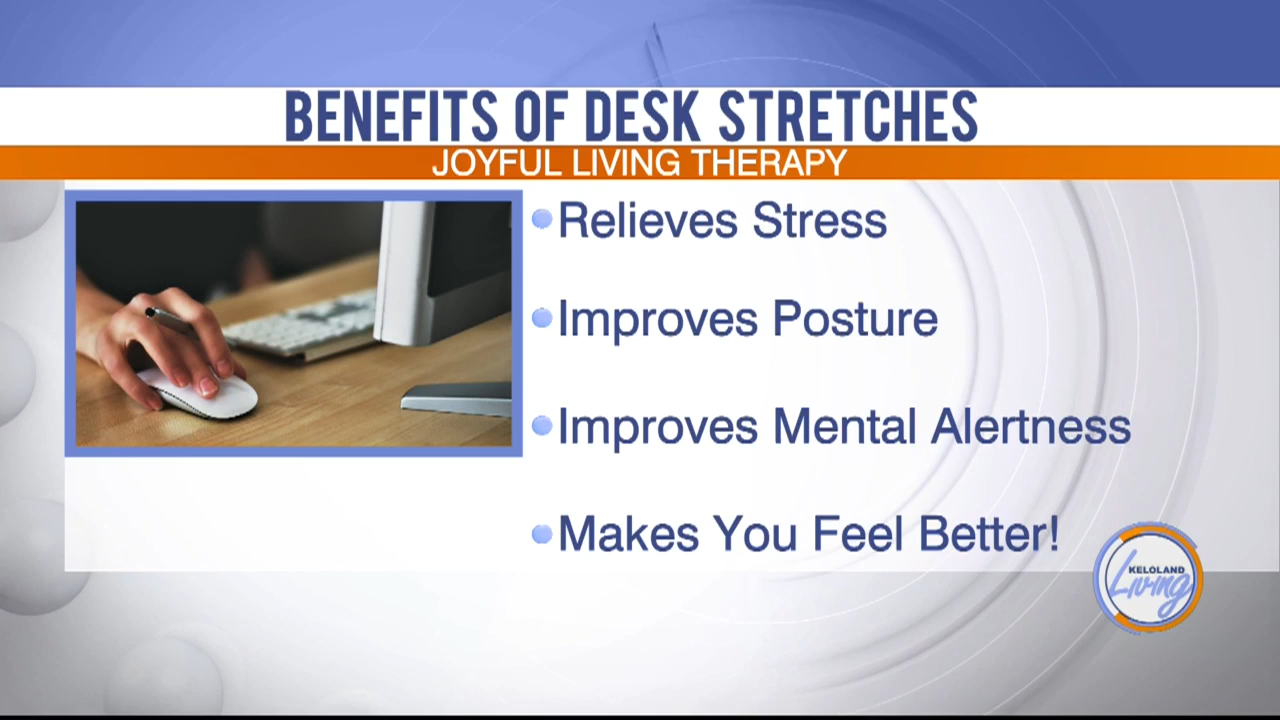 BENEFITS OF DESK STRETCHES
JOYFUL LIVING THERAPY
Relieves Stress
Improves Posture
Improves Mental Alertness
Makes You Feel Better!
KELOLAND
Living